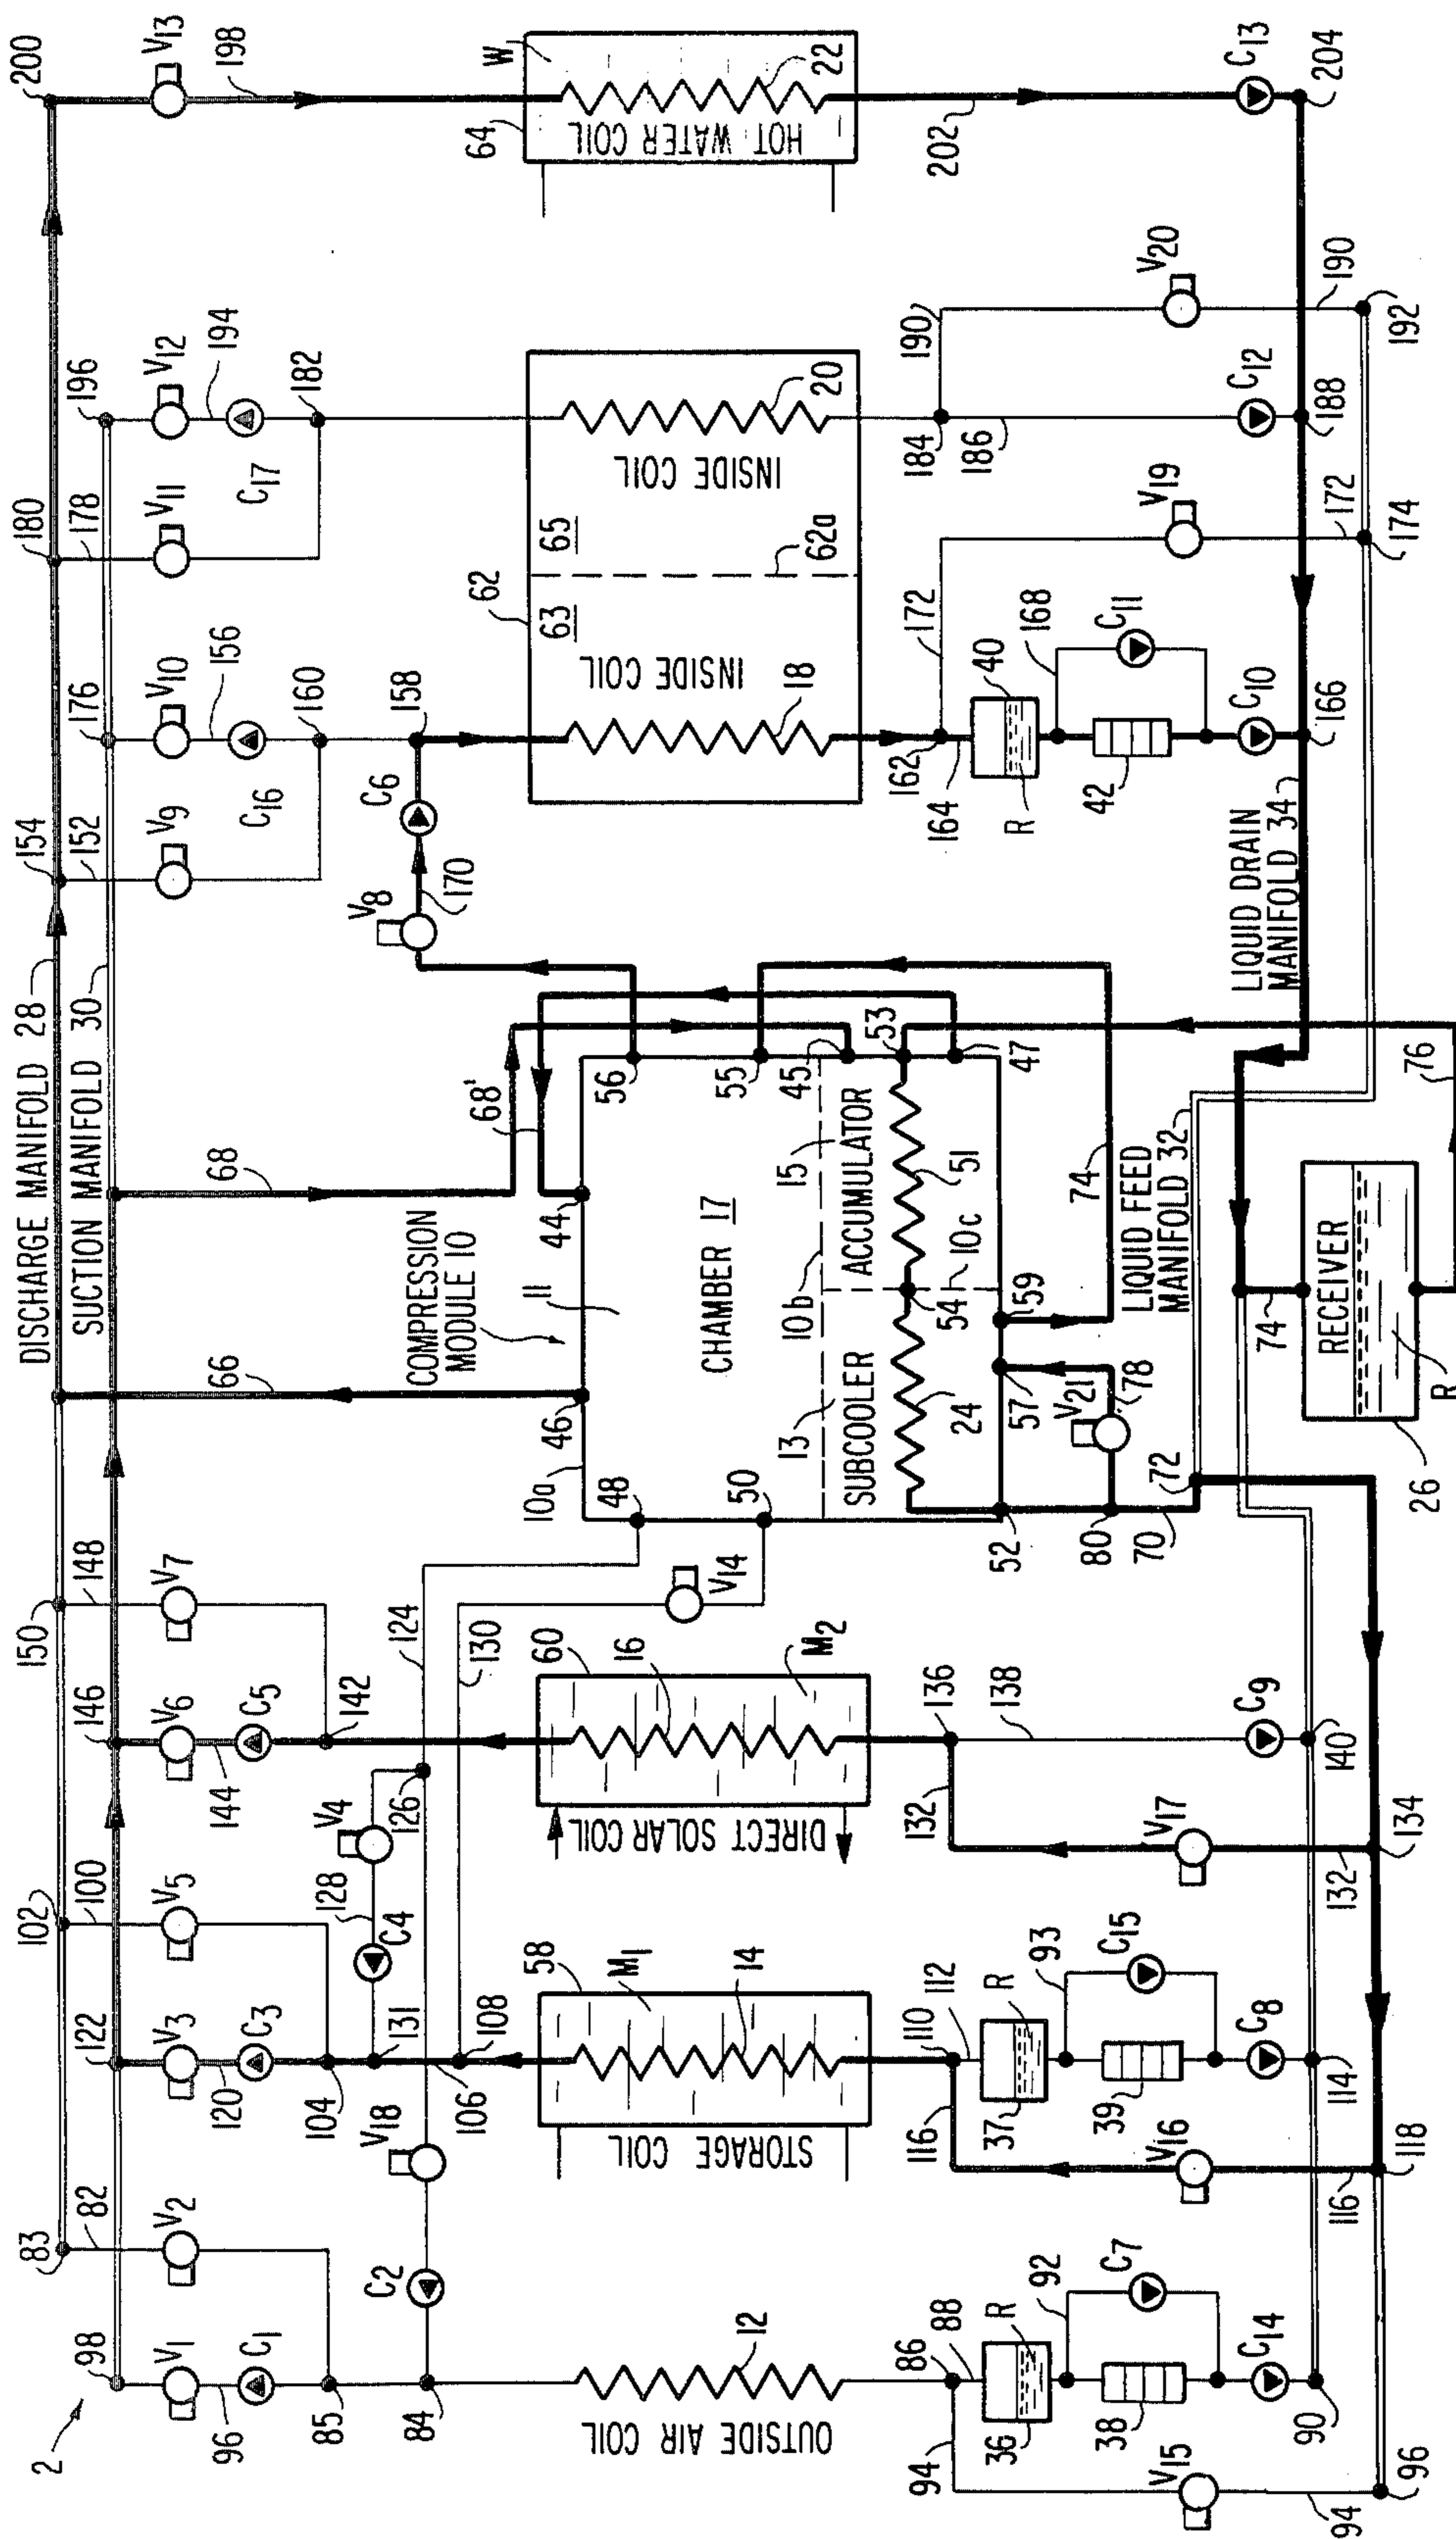 DISCHARGE MANIFOLD 28
SUCTION MANIFOLD 30
2
98
V1
96
C1
85
84
83
82
V2
C2
V18
122
V3
120
C3
104
131
106
108
102
100
V5
C4
128
V4
126
146
V6
144
C5
142
150
148
V7
124
130
V14
66
68
68'
COMPRESSION
MODULE 10
10a
46
44
48
50
11
CHAMBER 17
10b
56
55
45
53
47
13
SUBCOOLER
15
ACCUMULATOR
24
51
54
10c
52
57
59
80
V21
78
70
72
74
LIQUID FEED
MANIFOLD 32
LIQUID DRAIN
MANIFOLD 34
74
RECEIVER
R
26
76
154
152
V9
176
V10
156
C16
160
V8
C6
158
170
180
178
V11
196
V12
194
C17
182
200
V13
198
OUTSIDE AIR COIL
12
STORAGE COIL
58
M1
14
DIRECT SOLAR COIL
60
16
M2
62
63
65
INSIDE COIL
18
62a
INSIDE COIL
20
64
W
HOT WATER COIL
22
94
86
88
36
R
92
38
C7
C14
90
V15
94
96
116
110
112
37
R
93
39
C15
C8
114
V16
116
118
132
136
138
C9
140
V17
132
134
162
164
172
R
40
168
42
C11
C10
166
V19
172
174
184
186
190
C12
188
V20
190
192
202
C13
204